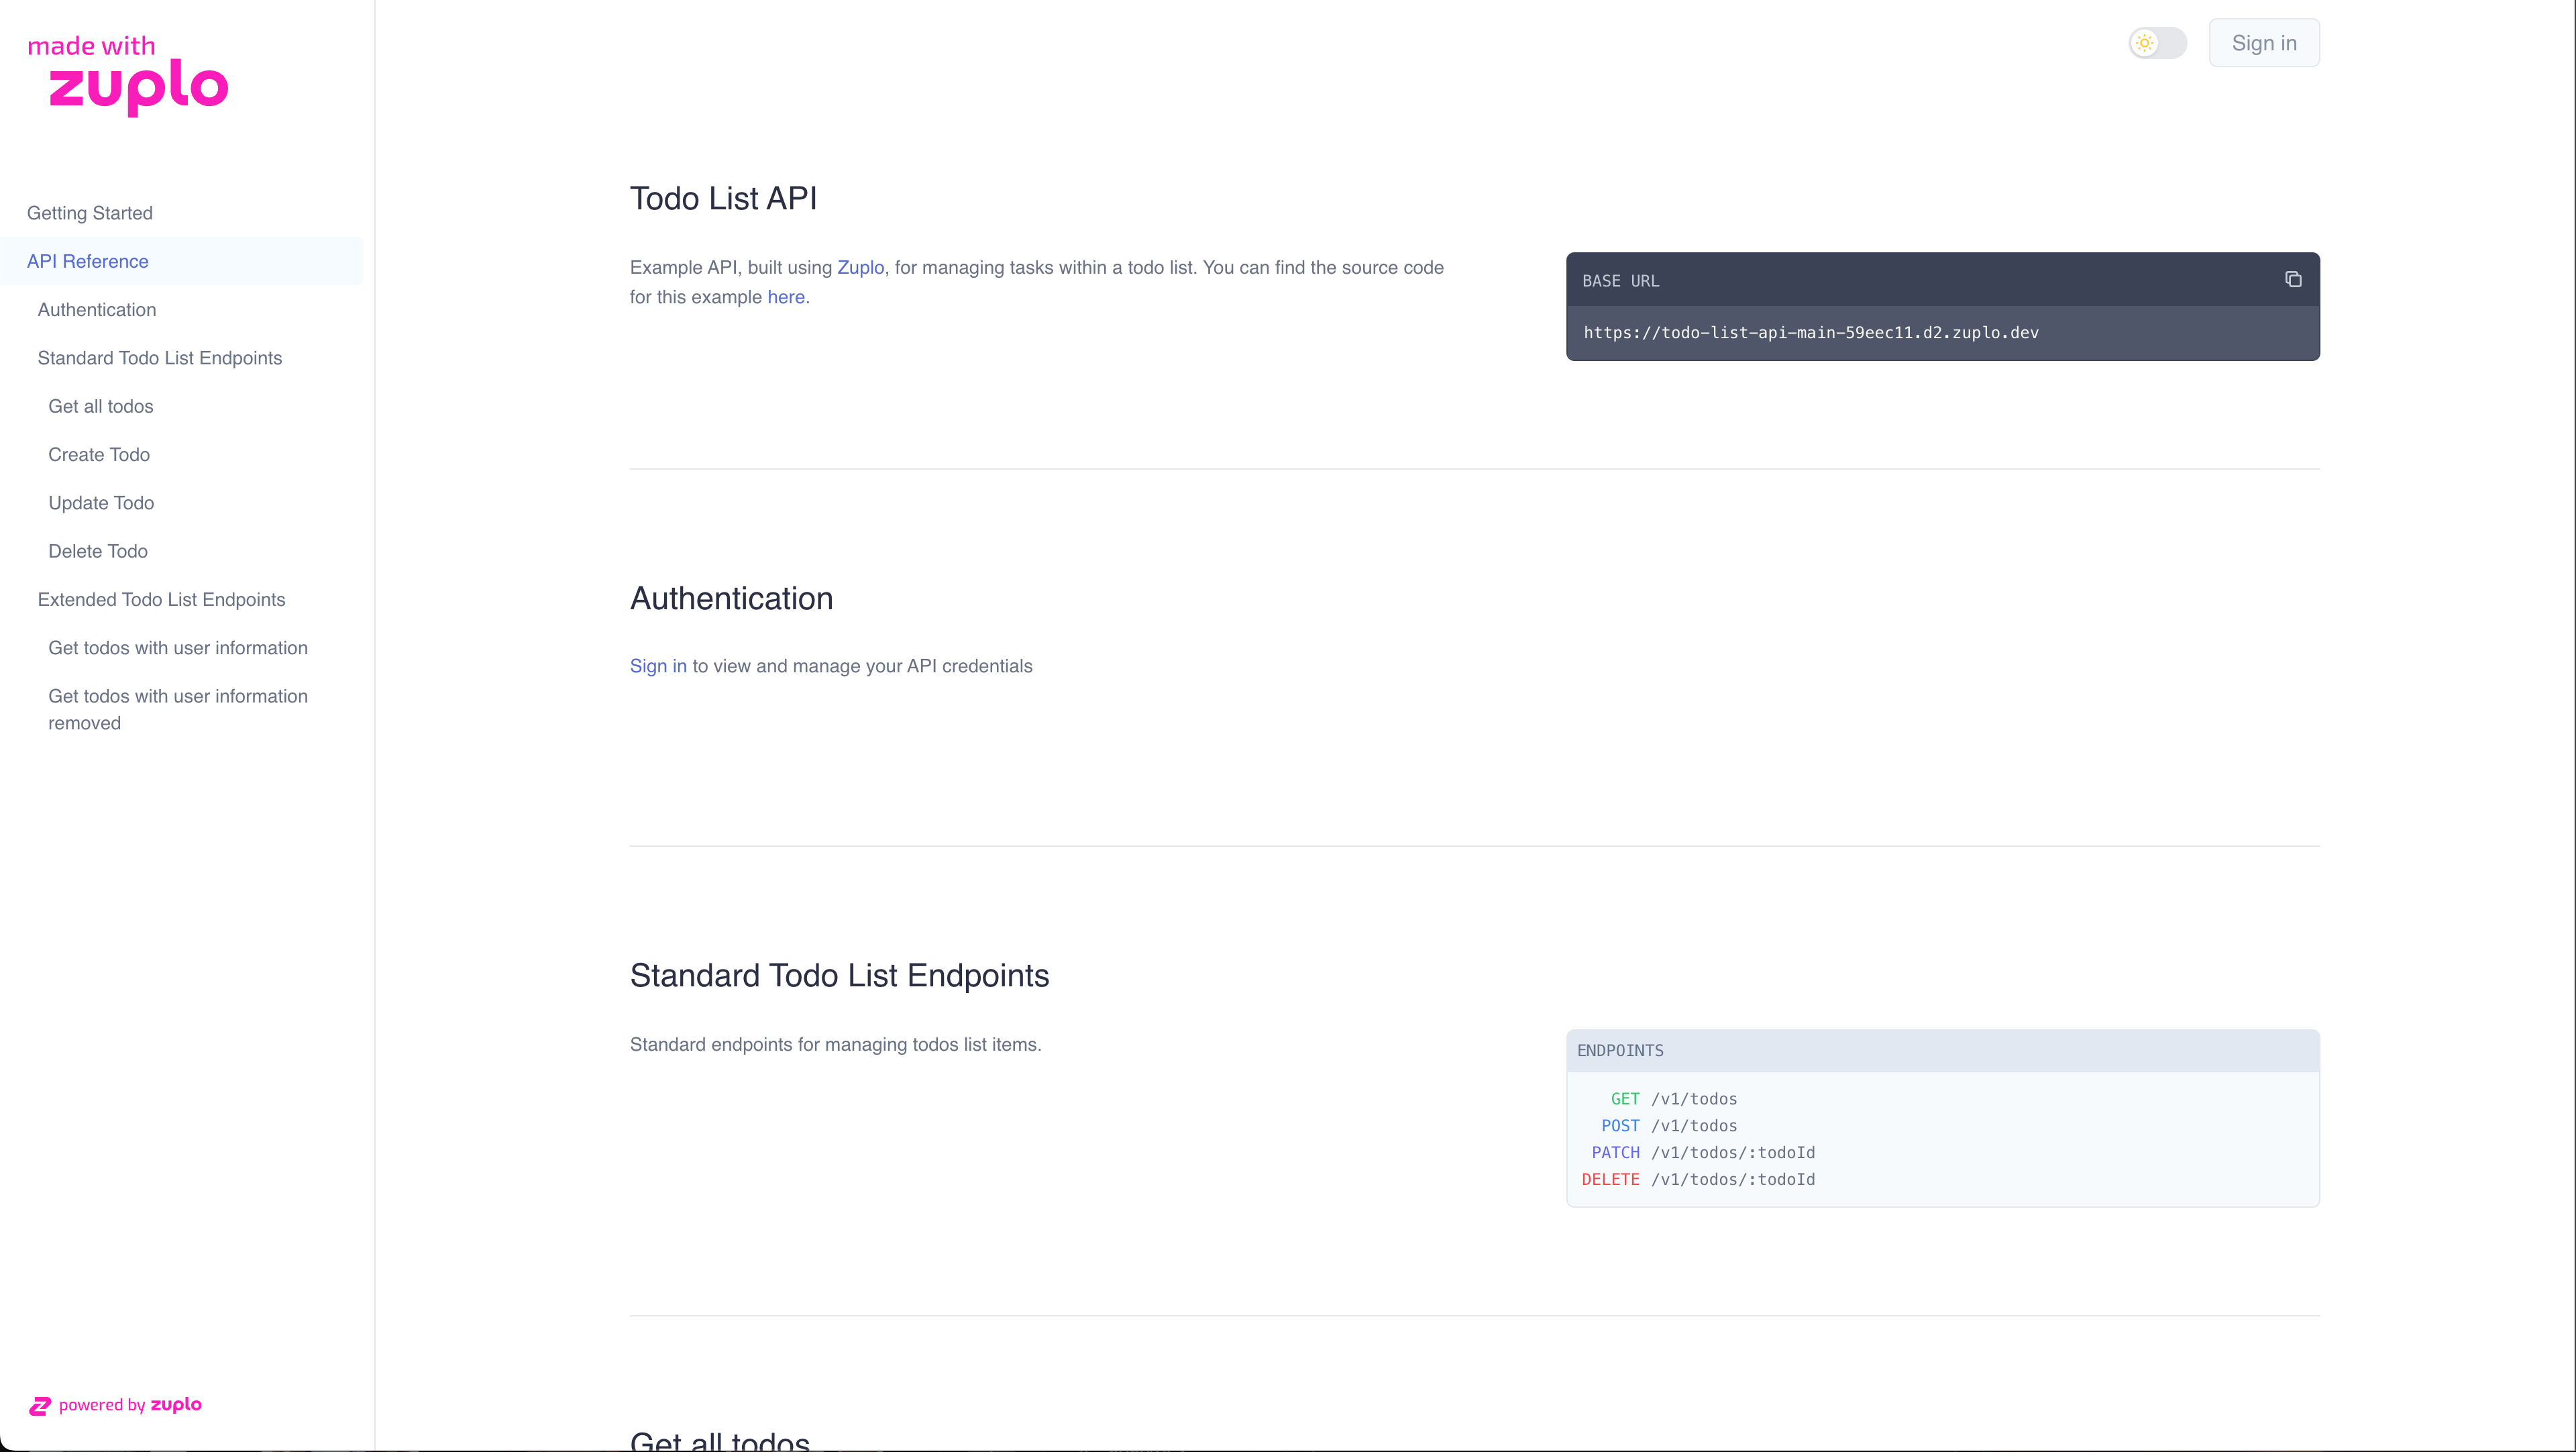 made with
zuplo
Getting Started
API Reference
Authentication
Standard Todo List Endpoints
Get all todos
Create Todo
Update Todo
Delete Todo
Extended Todo List Endpoints
Get todos with user information
Get todos with user information
removed
powered by zuplo
Sign in
Todo List API
Example API, built using Zuplo, for managing tasks within a todo list. You can find the source code
for this example here.
BASE URL
https://todo-list-api-main-59eec11.d2.zuplo.dev
Authentication
Sign in to view and manage your API credentials
Standard Todo List Endpoints
Standard endpoints for managing todos list items.
ENDPOINTS
GET /v1/todos
POST /v1/todos
PATCH /v1/todos/:todoId
DELETE /v1/todos/:todoId
Get all todos